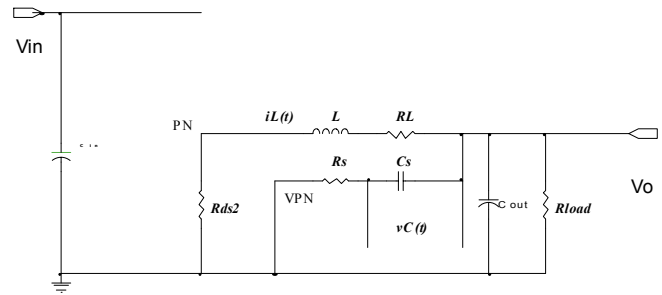 Vin
PN
iL(t)
L
RL
Rs
Cs
VPN
Rds2
vC(t)
C out
Rload
Vo